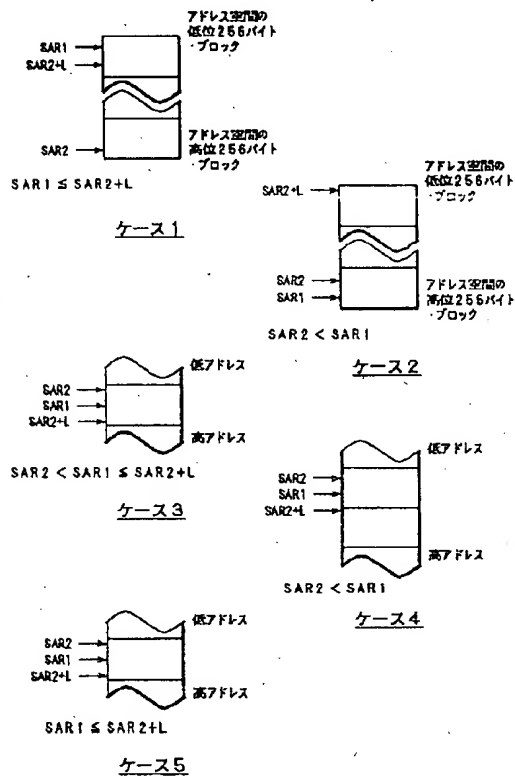 アドレス空間の
低位256バイト
・ブロック
SAR1
SAR2+L
アドレス空間の
高位256バイト
・ブロック
SAR2
SAR1 ≦ SAR2+L
ケース1
アドレス空間の
低位256バイト
・ブロック
SAR2+L
SAR2
SAR1
アドレス空間の
高位256バイト
・ブロック
SAR2 < SAR1
ケース2
低アドレス
SAR2
SAR1
SAR2+L
高アドレス
SAR2 < SAR1 ≦ SAR2+L
ケース3
低アドレス
SAR2
SAR1
SAR2+L
高アドレス
SAR2 < SAR1
ケース4
低アドレス
SAR2
SAR1
SAR2+L
高アドレス
SAR1 ≦ SAR2+L
ケース5